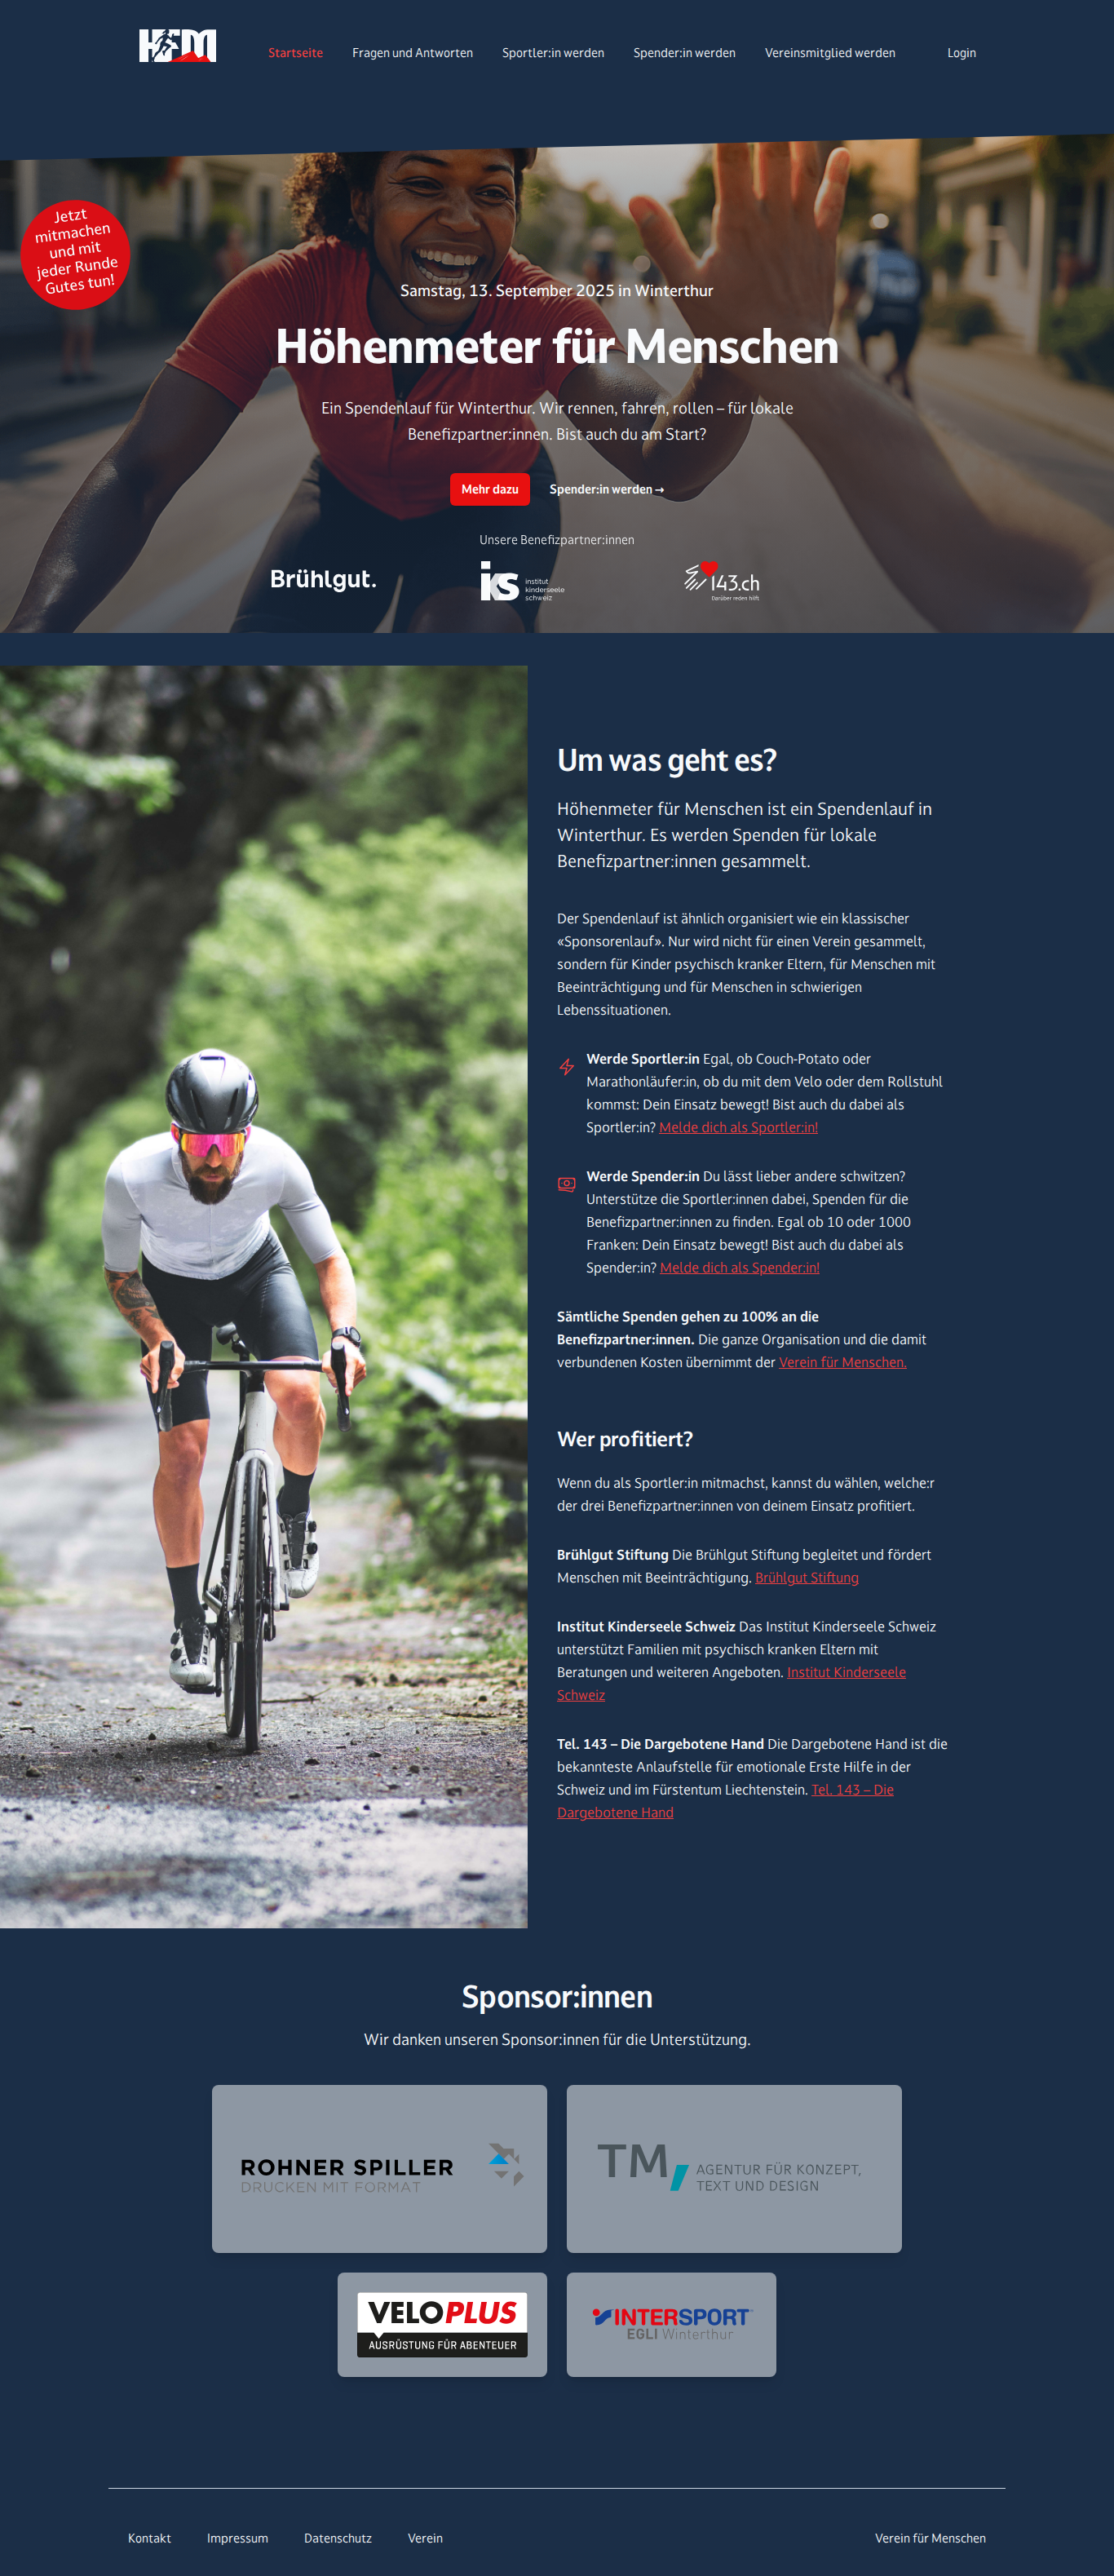 HFM
Startseite
Fragen und Antworten
Sportler:in werden
Spender:in werden
Vereinsmitglied werden
Login
Jetzt
mitmachen
und mit
jeder Runde
Gutes tun!
Samstag, 13. September 2025 in Winterthur
Höhenmeter für Menschen
Ein Spendenlauf für Winterthur. Wir rennen, fahren, rollen – für lokale
Benefizpartner:innen. Bist auch du am Start?
Mehr dazu
Spender:in werden →
Unsere Benefizpartner:innen
Brühlgut.
iks
institut
kinderseele
schweiz
143.ch
Darüber reden hilft
Um was geht es?
Höhenmeter für Menschen ist ein Spendenlauf in
Winterthur. Es werden Spenden für lokale
Benefizpartner:innen gesammelt.
Der Spendenlauf ist ähnlich organisiert wie ein klassischer
«Sponsorenlauf». Nur wird nicht für einen Verein gesammelt,
sondern für Kinder psychisch kranker Eltern, für Menschen mit
Beeinträchtigung und für Menschen in schwierigen
Lebenssituationen.
Werde Sportler:in Egal, ob Couch-Potato oder
Marathonläufer:in, ob du mit dem Velo oder dem Rollstuhl
kommst: Dein Einsatz bewegt! Bist auch du dabei als
Sportler:in? Melde dich als Sportler:in!
Werde Spender:in Du lässt lieber andere schwitzen?
Unterstütze die Sportler:innen dabei, Spenden für die
Benefizpartner:innen zu finden. Egal ob 10 oder 1000
Franken: Dein Einsatz bewegt! Bist auch du dabei als
Spender:in? Melde dich als Spender:in!
Sämtliche Spenden gehen zu 100% an die
Benefizpartner:innen. Die ganze Organisation und die damit
verbundenen Kosten übernimmt der Verein für Menschen.
Wer profitiert?
Wenn du als Sportler:in mitmachst, kannst du wählen, welche:r
der drei Benefizpartner:innen von deinem Einsatz profitiert.
Brühlgut Stiftung Die Brühlgut Stiftung begleitet und fördert
Menschen mit Beeinträchtigung. Brühlgut Stiftung
Institut Kinderseele Schweiz Das Institut Kinderseele Schweiz
unterstützt Familien mit psychisch kranken Eltern mit
Beratungen und weiteren Angeboten. Institut Kinderseele
Schweiz
Tel. 143 – Die Dargebotene Hand Die Dargebotene Hand ist die
bekannteste Anlaufstelle für emotionale Erste Hilfe in der
Schweiz und im Fürstentum Liechtenstein. Tel. 143 – Die
Dargebotene Hand
Sponsor:innen
Wir danken unseren Sponsor:innen für die Unterstützung.
ROHNER SPILLER
DRUCKEN MIT FORMAT
TM
AGENTUR FÜR KONZEPT,
TEXT UND DESIGN
VELOPLUS
AUSRÜSTUNG FÜR ABENTEUER
INTERSPORT
EGLI Winterthur
Kontakt
Impressum
Datenschutz
Verein
Verein für Menschen